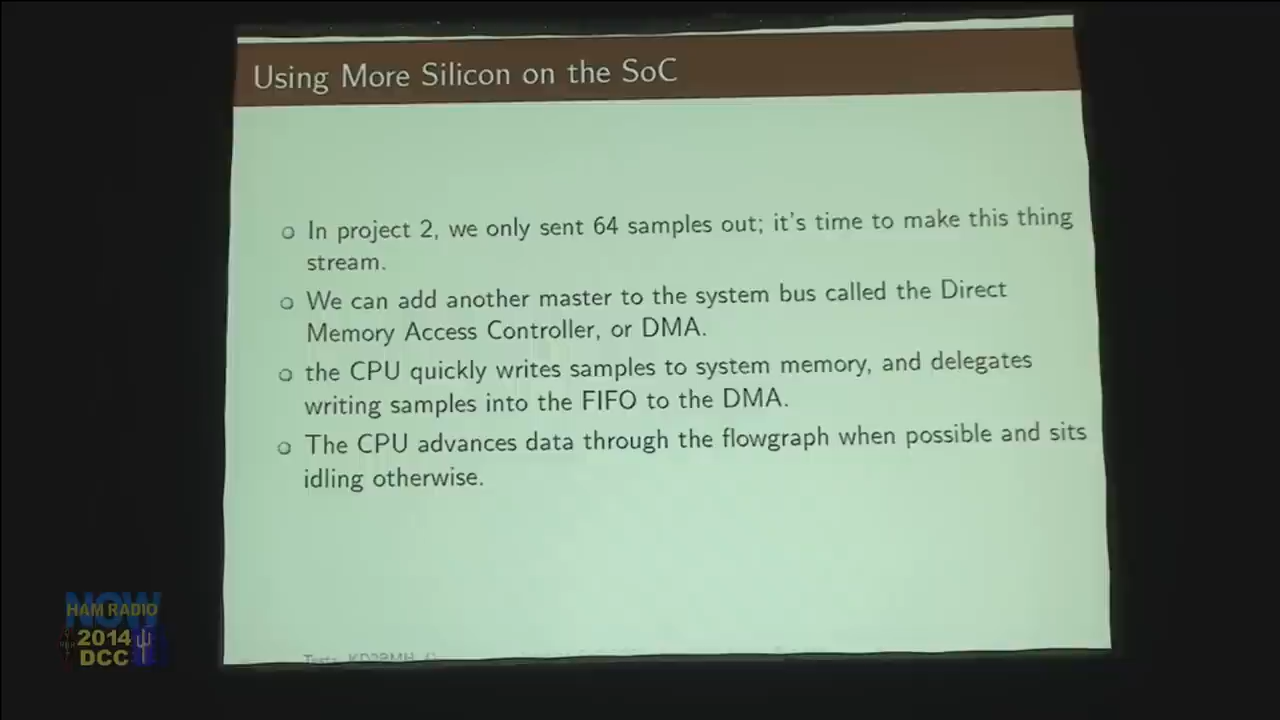 Using More Silicon on the SoC
In project 2, we only sent 64 samples out; it's time to make this thing
stream.
We can add another master to the system bus called the Direct
Memory Access Controller, or DMA.
the CPU quickly writes samples to system memory, and delegates
writing samples into the FIFO to the DMA.
The CPU advances data through the flowgraph when possible and sits
idling otherwise.
NOW
HAM RADIO
2014
DCC